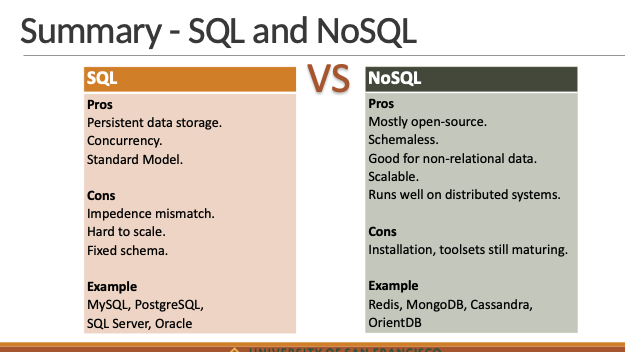 Summary - SQL and NoSQL
SQL
Pros
Persistent data storage.
Concurrency.
Standard Model.
Cons
Impedence mismatch.
Hard to scale.
Fixed schema.
Example
MySQL, PostgreSQL,
SQL Server, Oracle
VS
NoSQL
Pros
Mostly open-source.
Schemaless.
Good for non-relational data.
Scalable.
Runs well on distributed systems.
Cons
Installation, toolsets still maturing.
Example
Redis, MongoDB, Cassandra,
OrientDB
UNIVERSITY OF SAN FRANCISCO